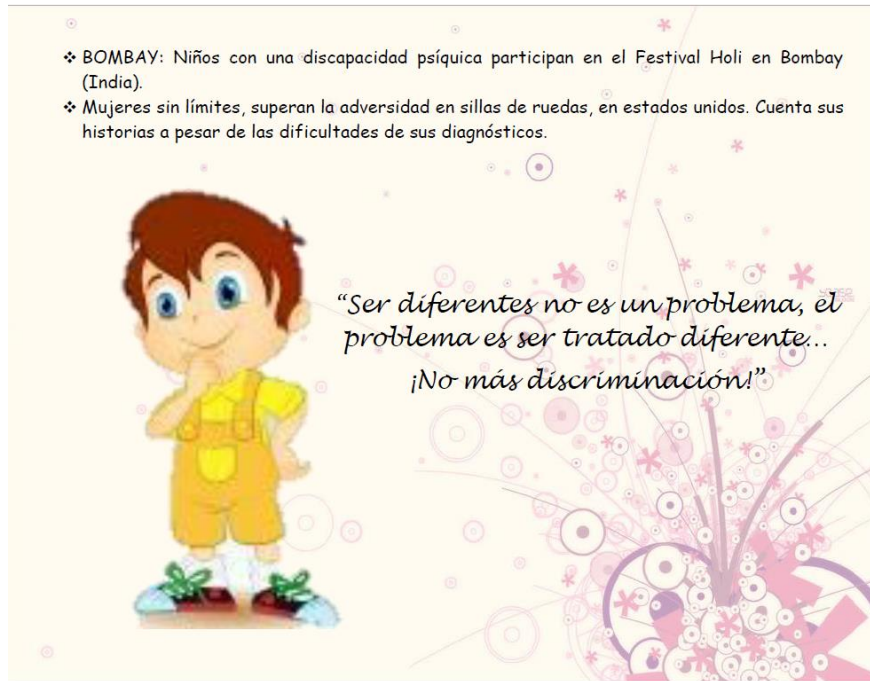 ❖ BOMBAY: Niños con una discapacidad psíquica participan en el Festival Holi en Bombay
(India).
❖ Mujeres sin límites, superan la adversidad en sillas de ruedas, en estados unidos. Cuenta sus
historias a pesar de las dificultades de sus diagnósticos.
“Ser diferentes no es un problema, el
problema es ser tratado diferente...
¡No más discriminación!”